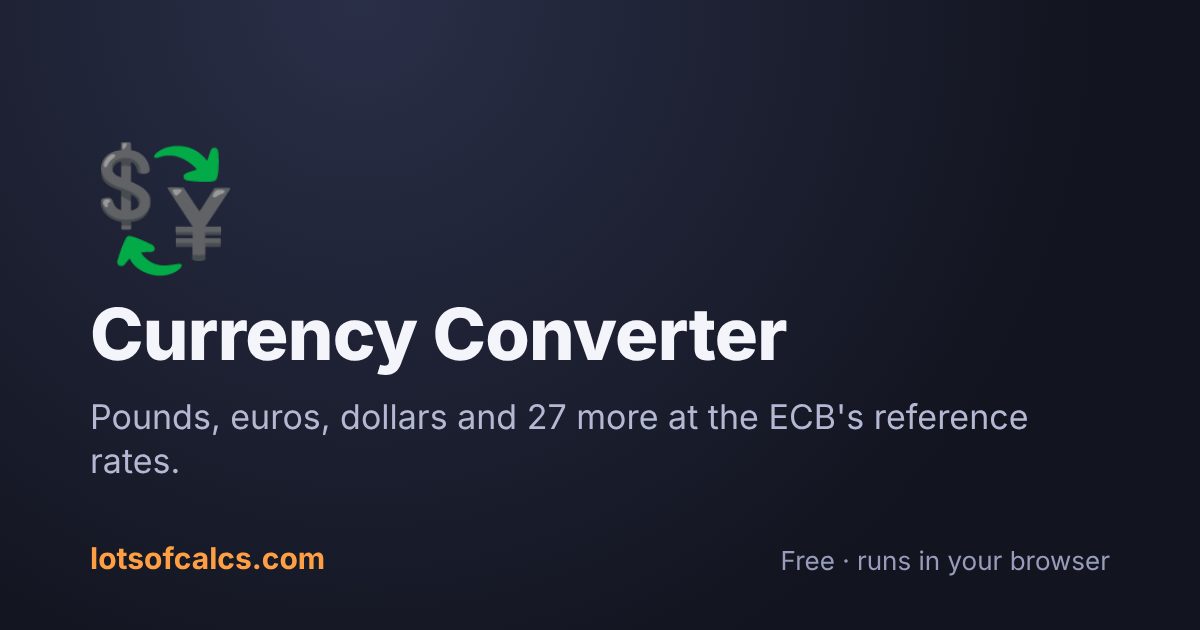 $ ¥
Currency Converter
Pounds, euros, dollars and 27 more at the ECB's reference
rates.
lotsofcalcs.com
Free · runs in your browser